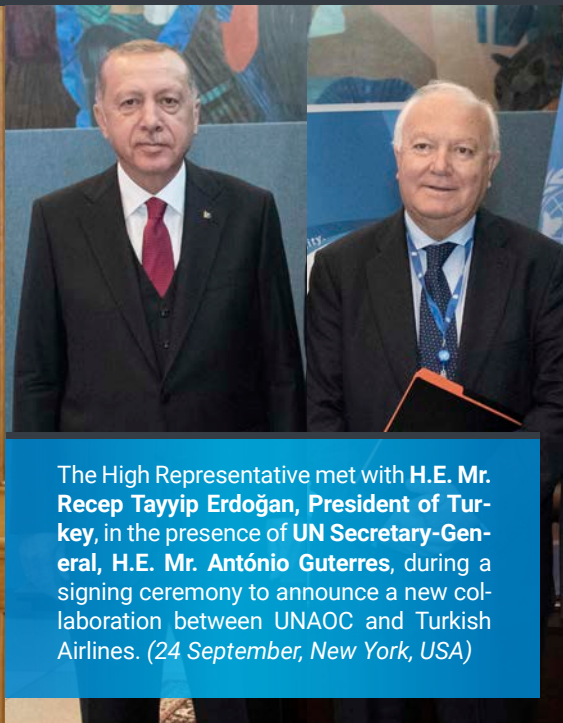 ity,
The High Representative met with H.E. Mr.
Recep Tayyip Erdoğan, President of Tur-
key, in the presence of UN Secretary-Gen-
eral, H.E. Mr. António Guterres, during a
signing ceremony to announce a new col-
laboration between UNAOC and Turkish
Airlines. (24 September, New York, USA)